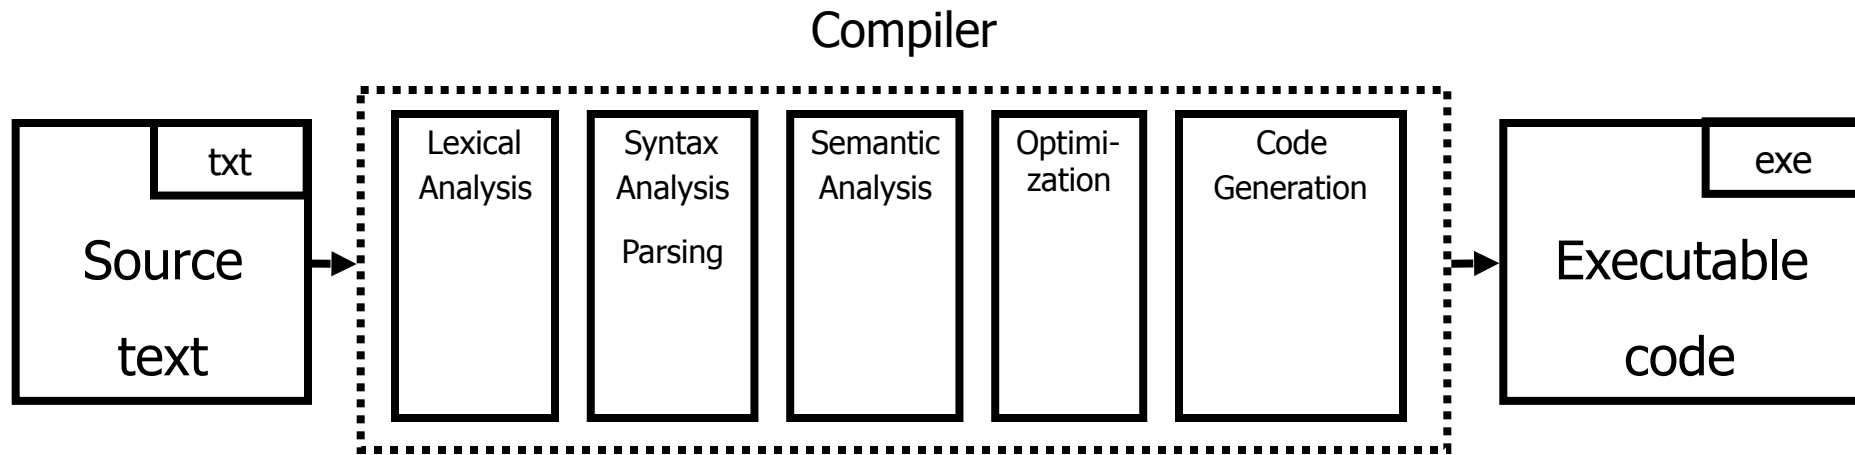 Compiler
txt
Source
text
Lexical
Analysis
Syntax
Analysis
Parsing
Semantic
Analysis
Optimi-
zation
Code
Generation
exe
Executable
code